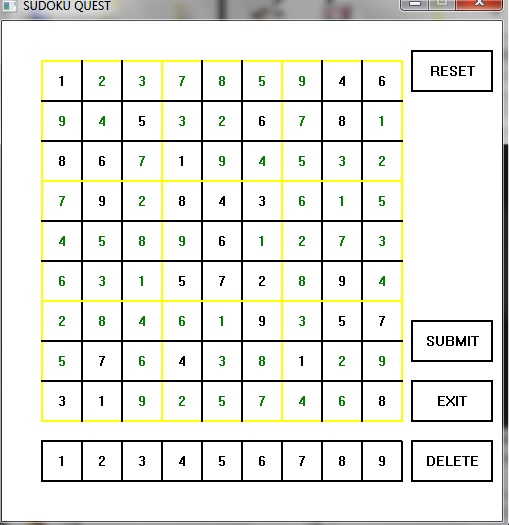 SUDOKU QUEST
RESET
1 2 3 7 8 5 9 4 6
9 4 5 3 2 6 7 8 1
8 6 7 1 9 4 5 3 2
7 9 2 8 4 3 6 1 5
4 5 8 9 6 1 2 7 3
6 3 1 5 7 2 8 9 4
2 8 4 6 1 9 3 5 7
SUBMIT
5 7 6 4 3 8 1 2 9
3 1 9 2 5 7 4 6 8
EXIT
1 2 3 4 5 6 7 8 9
DELETE